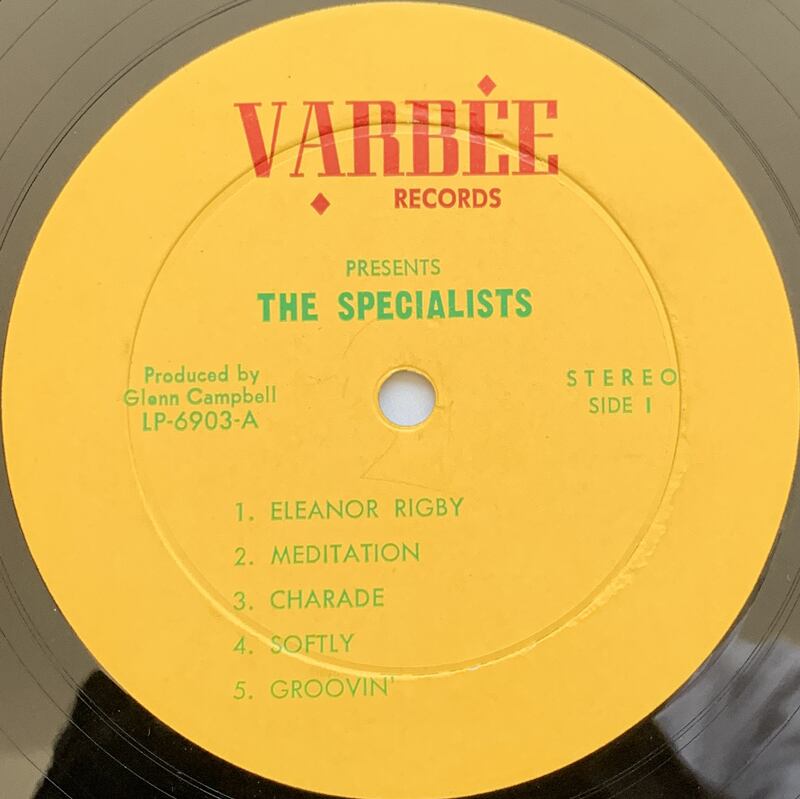 VARBĖE
RECORDS
PRESENTS
THE SPECIALISTS
Produced by
Glenn Campbell
LP-6903-A
STEREO
SIDE 1
1. ELEANOR RIGBY
2. MEDITATION
3. CHARADE
4. SOFTLY
5. GROOVIN'